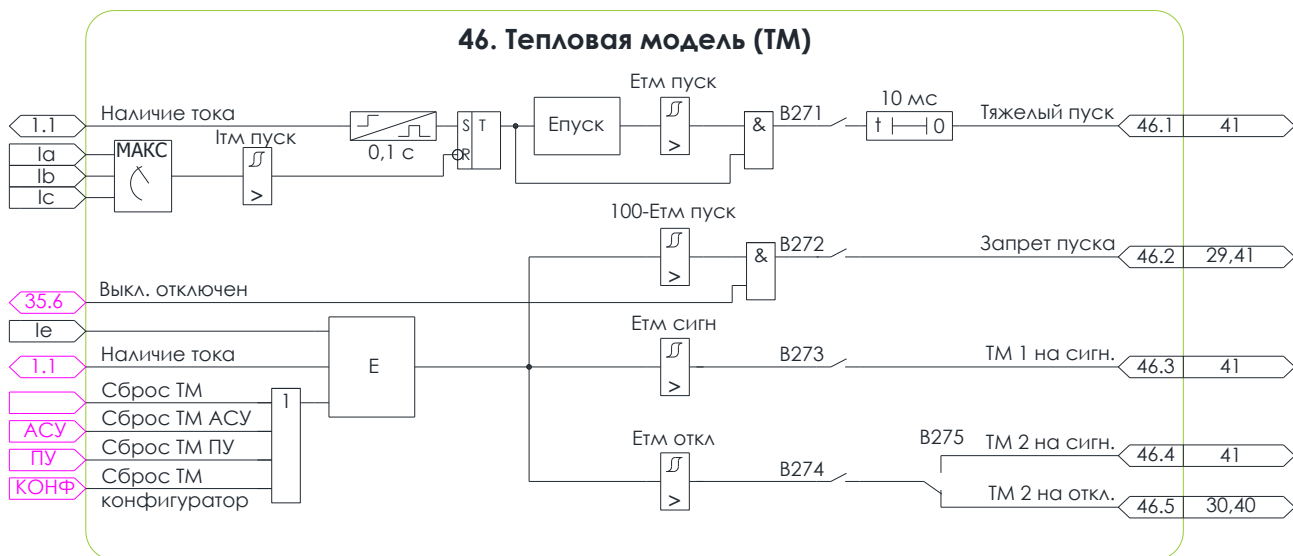 46. Тепловая модель (ТМ)
Етм пуск
Наличие тока
1.1
0,1 с
S T
R
Епуск
>
&
B271
10 мс
t 0
Тяжелый пуск
46.1 41
Ia
Ib
Ic
МАКС
Iтм пуск
>
100-Етм пуск
>
&
B272
Запрет пуска
46.2 29,41
Выкл. отключен
35.6
Ie
Наличие тока
1.1
E
Етм сигн
>
B273
ТМ 1 на сигн.
46.3 41
Сброс ТМ
1
Сброс ТМ АСУ
АСУ
Сброс ТМ ПУ
ПУ
Сброс ТМ
конфигуратор
КОНФ
Етм откл
>
B274
B275
ТМ 2 на сигн.
46.4 41
ТМ 2 на откл.
46.5 30,40